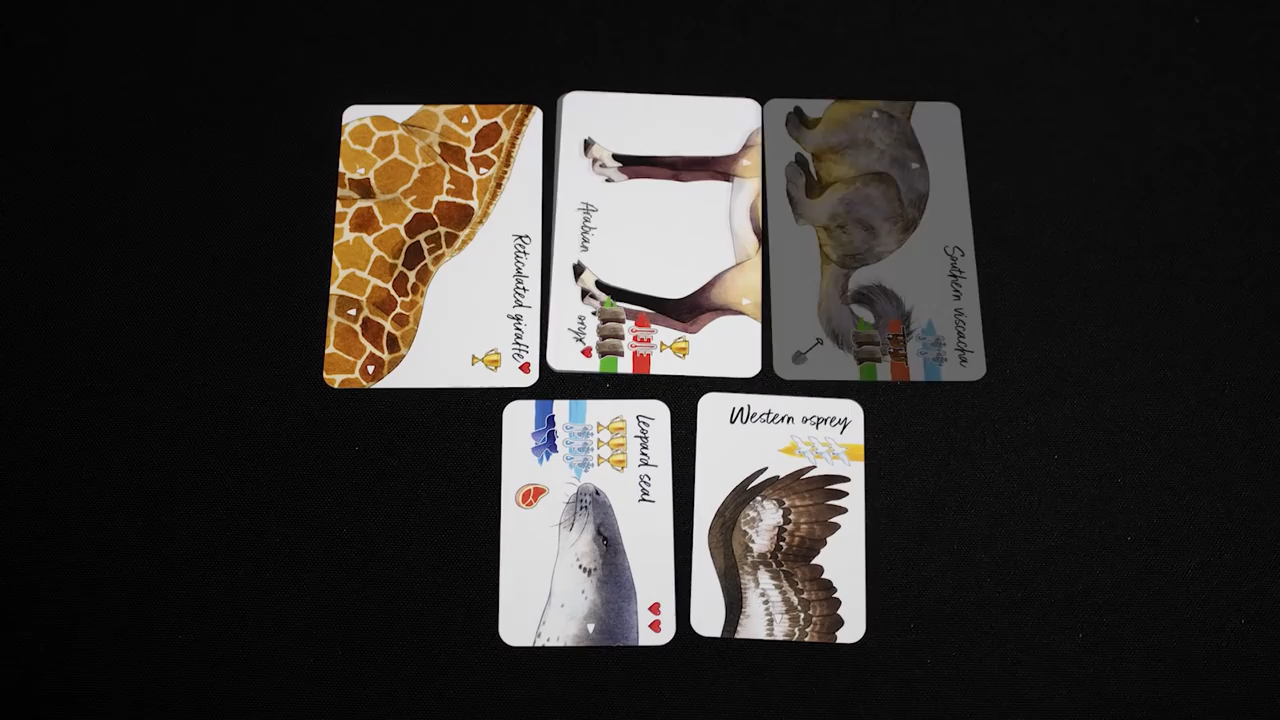 Reticulated giraffe
Arabian oryx
Southern viscacha
Leopard seal
Western osprey